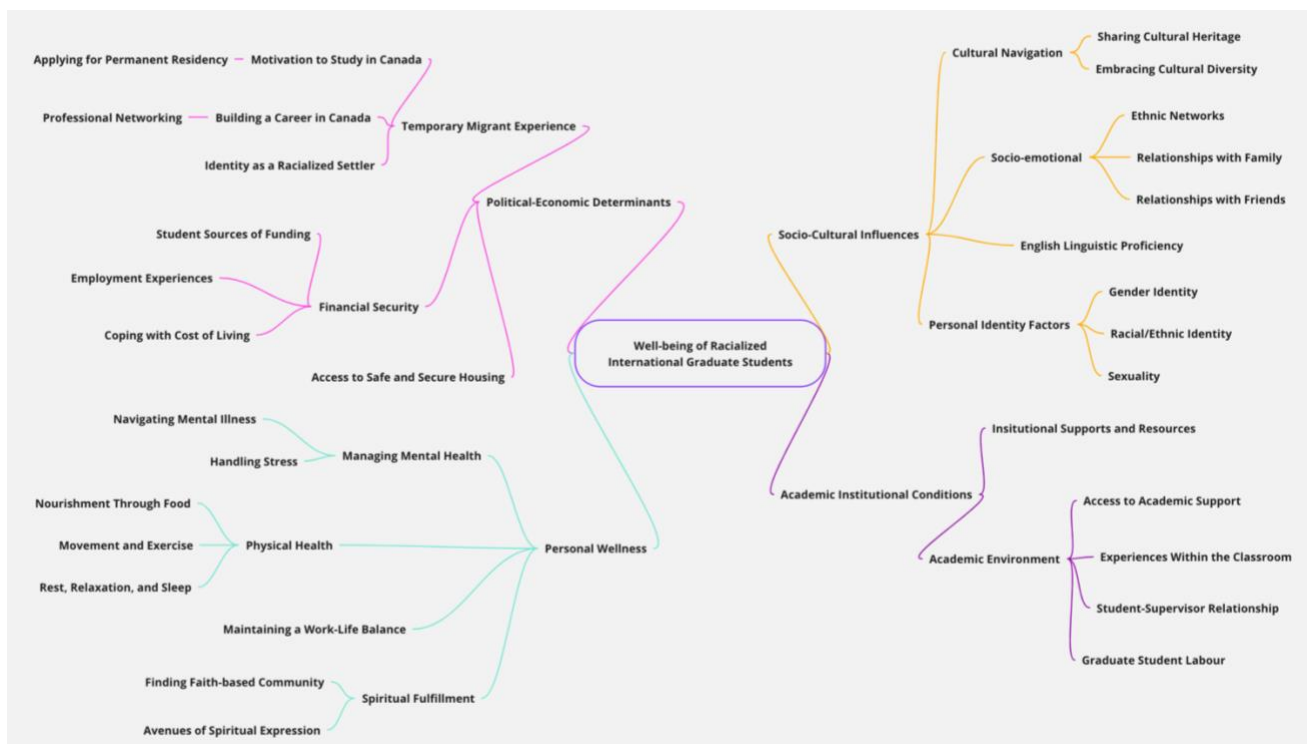 Well-being of Racialized
International Graduate Students
Political-Economic Determinants
Temporary Migrant Experience
Motivation to Study in Canada
Applying for Permanent Residency
Building a Career in Canada
Professional Networking
Identity as a Racialized Settler
Financial Security
Student Sources of Funding
Employment Experiences
Coping with Cost of Living
Access to Safe and Secure Housing
Personal Wellness
Managing Mental Health
Navigating Mental Illness
Handling Stress
Physical Health
Nourishment Through Food
Movement and Exercise
Rest, Relaxation, and Sleep
Maintaining a Work-Life Balance
Spiritual Fulfillment
Finding Faith-based Community
Avenues of Spiritual Expression
Socio-Cultural Influences
Cultural Navigation
Sharing Cultural Heritage
Embracing Cultural Diversity
Socio-emotional
Ethnic Networks
Relationships with Family
Relationships with Friends
English Linguistic Proficiency
Personal Identity Factors
Gender Identity
Racial/Ethnic Identity
Sexuality
Academic Institutional Conditions
Insitutional Supports and Resources
Academic Environment
Access to Academic Support
Experiences Within the Classroom
Student-Supervisor Relationship
Graduate Student Labour